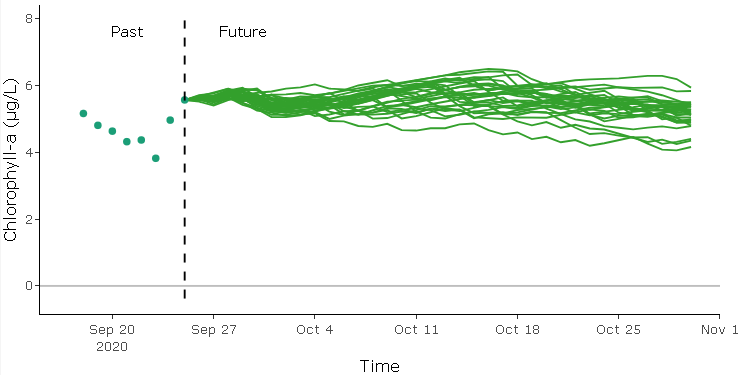 Past
Future
Chlorophyll-a (μg/L)
8
6
4
2
0
Sep 20
2020
Sep 27
Oct 4
Oct 11
Oct 18
Oct 25
Nov 1
Time